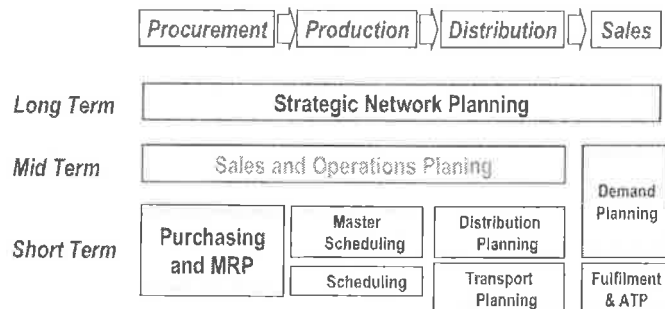 Procurement Production Distribution Sales
Long Term
Strategic Network Planning
Mid Term
Sales and Operations Planing
Demand
Planning
Short Term
Purchasing
and MRP
Master
Scheduling
Distribution
Planning
Scheduling
Transport
Planning
Fulfilment
& ATP